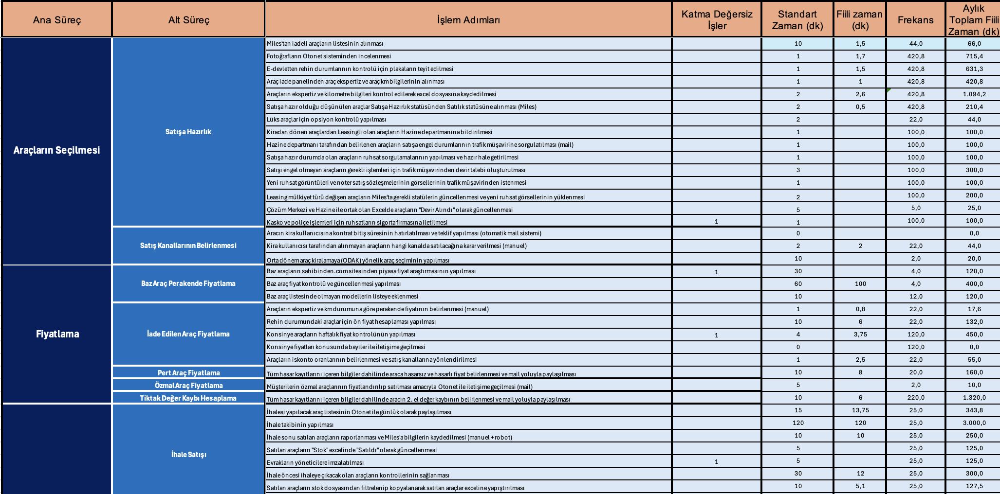 Ana Süreç Alt Süreç İşlem Adımları Katma Değersiz İşler Standart Zaman (dk) Fiili zaman (dk) Frekans Aylık Toplam Fiili Zaman (dk)
Araçların Seçilmesi
Satışa Hazırlık
Miles'tan iadeli araçların listesinin alınması 10 1,5 44,0 66,0
Fotoğrafların Otonet sisteminden incelenmesi 1 1,7 420,8 715,4
E-devletten rehin durumlarının kontrolü için plakaların teyit edilmesi 1 1,5 420,8 631,3
Araç iade panelinden araç ekspertiz ve araç km bilgilerinin alınması 1 1 420,8 420,8
Araçların ekspertiz ve kilometre bilgileri kontrol edilerek excel dosyasına kaydedilmesi 2 2,6 420,8 1.094,2
Satışa hazır olduğu düşünülen araçlar Satışa Hazırlık statüsünden Satılık statüsüne alınması (Miles) 2 0,5 420,8 210,4
Lüks araçlar için opsiyon kontrolü yapılması 2 22,0 44,0
Kiradan dönen araçlardan Leasingli olan araçların Hazine departmanına bildirilmesi 1 100,0 100,0
Hazine departmanı tarafından belirlenen araçların satışa engel durumlarının trafik müşavirine sorgulatılması (mail) 1 100,0 100,0
Satışa hazır durumda olan araçların ruhsat sorgulamalarının yapılması ve hazır hale getirilmesi 1 100,0 100,0
Satışı engel olmayan araçların gerekli işlemleri için trafik müşavirinden devir talebi oluşturulması 3 100,0 300,0
Yeni ruhsat görüntüleri ve noter satış sözleşmelerinin görsellerinin trafik müşavirinden istenmesi 1 100,0 100,0
Leasing mülkiyet türü değişen araçların Miles'ta gerekli statülerin güncellenmesi ve yeni ruhsat görsellerinin yüklenmesi 2 100,0 200,0
Çözüm Merkezi ve Hazine ile ortak olan Excelde araçların "Devir Alındı" olarak güncellenmesi 5 5,0 25,0
Kasko ve poliçe işlemleri için ruhsatların sigorta firmasına iletilmesi 1 1 100,0 100,0
Satış Kanallarının Belirlenmesi
Aracın kira kullanıcısına kontrat bitiş süresinin hatırlatılması ve teklif yapılması (otomatik mail sistemi) 0 0,0
Kira kullanıcısı tarafından alınmayan araçların hangi kanalda satılacağına karar verilmesi (manuel) 2 2 22,0 44,0
Orta dönem araç kiralamaya (ODAK) yönelik araç seçiminin yapılması 10 2,0 20,0
Fiyatlama
Baz Araç Perakende Fiyatlama
Baz araçların sahibinden.com sitesinden piyasa fiyat araştırmasının yapılması 1 30 4,0 120,0
Baz araç fiyat kontrolü ve güncellenmesi yapılması 60 100 4,0 400,0
Baz araç listesinde olmayan modellerin listeye eklenmesi 10 12,0 120,0
İade Edilen Araç Fiyatlama
Araçların ekspertiz ve km durumuna göre perakende fiyatının belirlenmesi (manuel) 1 0,8 22,0 17,6
Rehin durumundaki araçlar için ön fiyat hesaplaması yapılması 10 6 22,0 132,0
Konsinye araçların haftalık fiyat kontrolünün yapılması 1 4 3,75 120,0 450,0
Konsinye fiyatları konusunda bayiler ile iletişime geçilmesi 0 120,0 0,0
Araçların iskonto oranlarının belirlenmesi ve satış kanallarına yönlendirilmesi 1 2,5 22,0 55,0
Pert Araç Fiyatlama
Tüm hasar kayıtlarını içeren bilgiler dahilinde araca hasarsız ve hasarlı fiyat belirlenmesi ve mail yoluyla paylaşılması 10 8 20,0 160,0
Özmal Araç Fiyatlama
Müşterilerin özmal araçlarının fiyatlandırılıp satılması amacıyla Otonet ile iletişime geçilmesi (mail) 5 2,0 10,0
Tiktak Değer Kaybı Hesaplama
Tüm hasar kayıtlarını içeren bilgiler dahilinde aracın 2. el değer kaybının belirlenmesi ve mail yoluyla paylaşılması 10 6 220,0 1.320,0
İhale Satışı
İhalesi yapılacak araç listesinin Otonet ile günlük olarak paylaşılması 15 13,75 25,0 343,8
İhale takibinin yapılması 120 120 25,0 3.000,0
İhale sonu satılan araçların raporlanması ve Miles'a bilgilerin kaydedilmesi (manuel + robot) 10 10 25,0 250,0
Satılan araçların "Stok" excelinde "Satıldı" olarak güncellenmesi 5 25,0 125,0
Evrakların yöneticilere imzalatılması 1 5 25,0 125,0
İhale öncesi ihaleye çıkacak olan araçların kontrollerinin sağlanması 30 12 25,0 300,0
Satılan araçların stok dosyasından filtrelenip kopyalanarak satılan araçlar exceline yapıştırılması 10 5,1 25,0 127,5